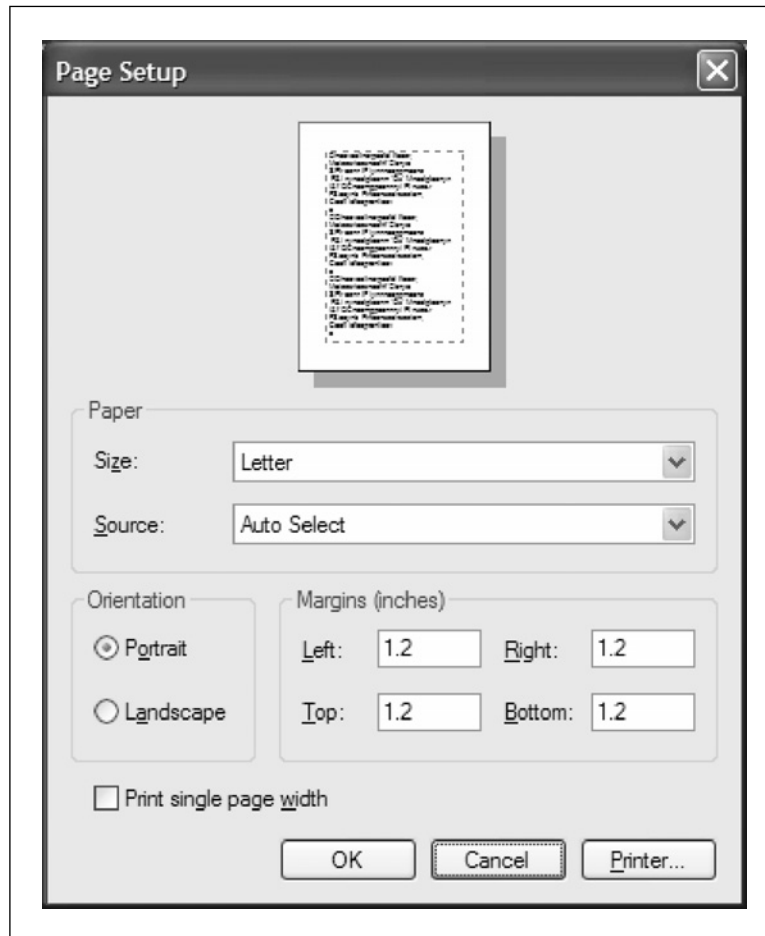 Page Setup
Paper
Size: Letter
Source: Auto Select
Orientation Margins (inches)
Portrait Left: 1.2 Right: 1.2
Landscape Top: 1.2 Bottom: 1.2
Print single page width
OK Cancel Printer...